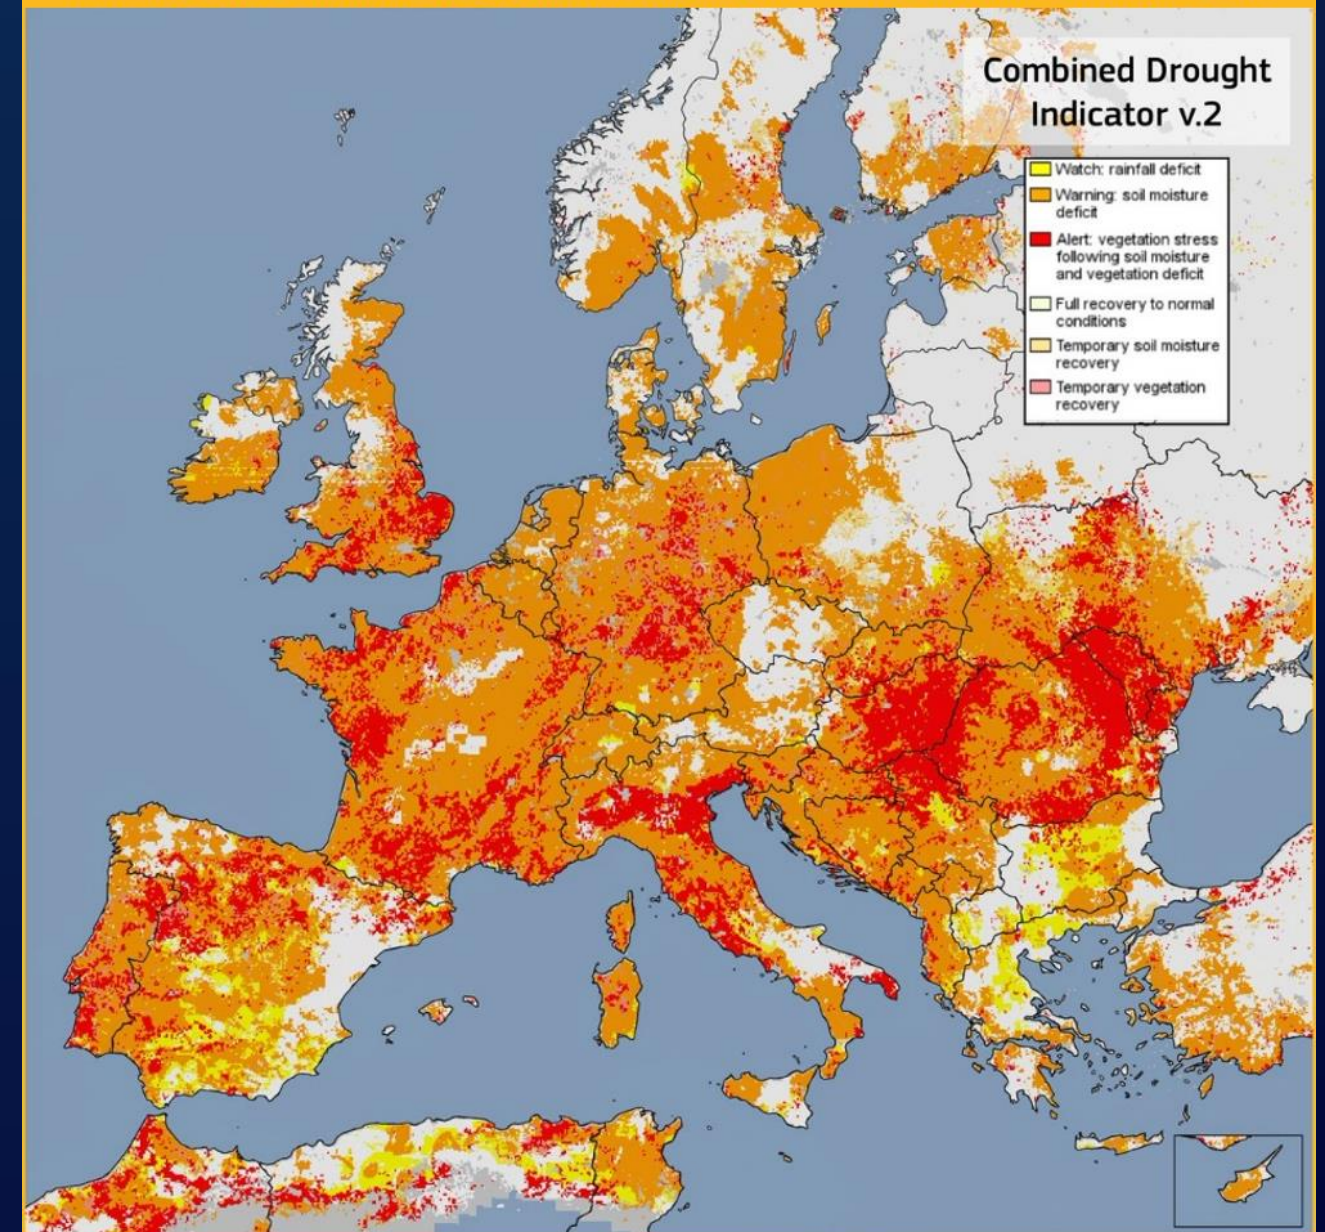 Combined Drought
Indicator v.2
Watch: rainfall deficit
Warning: soil moisture
deficit
Alert: vegetation stress
following soil moisture
and vegetation deficit
Full recovery to normal
conditions
Temporary soil moisture
recovery
Temporary vegetation
recovery